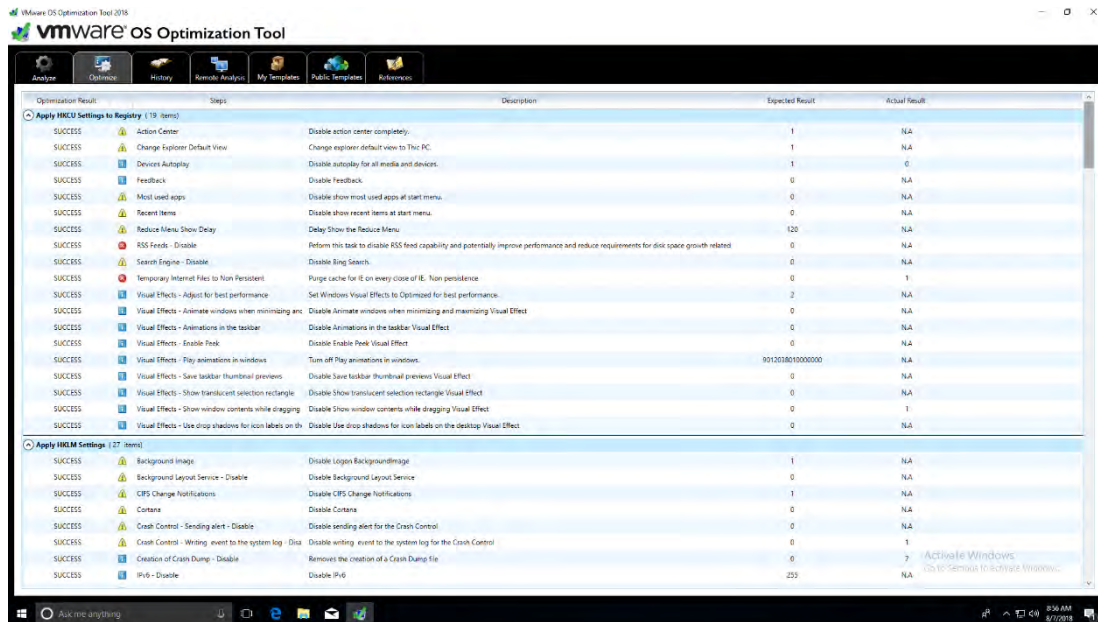 VMware OS Optimization Tool 2018
vmware OS Optimization Tool
Analyze Optimize History Remote Analysis My Templates Public Templates References
Optimization Result Steps Description Expected Result Actual Result
Apply HKCU Settings to Registry ( 19 items)
SUCCESS Action Center Disable action center completely. 1 N.A
SUCCESS Change Explorer Default View Change explorer default view to Thic PC. 1 N.A
SUCCESS Devices Autoplay Disable autoplay for all media and devices. 1 0
SUCCESS Feedback Disable Feedback. 0 N.A
SUCCESS Most used apps Disable show most used apps at start menu. 0 N.A
SUCCESS Recent Items Disable show recent items at start menu. 0 N.A
SUCCESS Reduce Menu Show Delay Delay Show the Reduce Menu 120 N.A
SUCCESS RSS Feeds - Disable Peform this task to disable RSS feed capability and potentially improve performance and reduce requirements for disk space growth related 0 N.A
SUCCESS Search Engine - Disable Disable Bing Search. 0 N.A
SUCCESS Temporary Internet Files to Non Persistent Purge cache for IE on every close of IE. Non persistence 0 1
SUCCESS Visual Effects - Adjust for best performance Set Windows Visual Effects to Optimized for best performance. 2 N.A
SUCCESS Visual Effects - Animate windows when minimizing anc Disable Animate windows when minimizing and maxmizing Visual Effect 0 N.A
SUCCESS Visual Effects - Animations in the taskbar Disable Animations in the taskbar Visual Effect 0 N.A
SUCCESS Visual Effects - Enable Peek Disable Enable Peek Visual Effect 0 N.A
SUCCESS Visual Effects - Play animations in windows Turn off Play animations in windows. 9012038010000000 N.A
SUCCESS Visual Effects - Save taskbar thumbnail previews Disable Save taskbar thumbnail previews Visual Effect 0 N.A
SUCCESS Visual Effects - Show translucent selection rectangle Disable Show translucent selection rectangle Visual Effect 0 N.A
SUCCESS Visual Effects - Show window contents while dragging Disable Show window contents while dragging Visual Effect 0 1
SUCCESS Visual Effects - Use drop shadows for icon labels on th Disable Use drop shadows for icon labels on the desktop Visual Effect 0 N.A
Apply HKLM Settings ( 27 items)
SUCCESS Background image Disable Logon BackgroundImage 1 N.A
SUCCESS Background Layout Service - Disable Disable Background Layout Service 0 N.A
SUCCESS CIFS Change Notifications Disable CIFS Change Notifications 1 N.A
SUCCESS Cortana Disable Cortana 0 N.A
SUCCESS Crash Control - Sending alert - Disable Disable sending alert for the Crash Control 0 N.A
SUCCESS Crash Control - Writing event to the system log - Disa Disable writing event to the system log for the Crash Control 0 1
SUCCESS Creation of Crash Dump - Disable Removes the creation of a Crash Dump file 0 7
SUCCESS IPv6 - Disable Disable IPv6 255 N.A
Activate Windows
Go to Settings to activate Windows.
Ask me anything
8:56 AM
8/7/2018